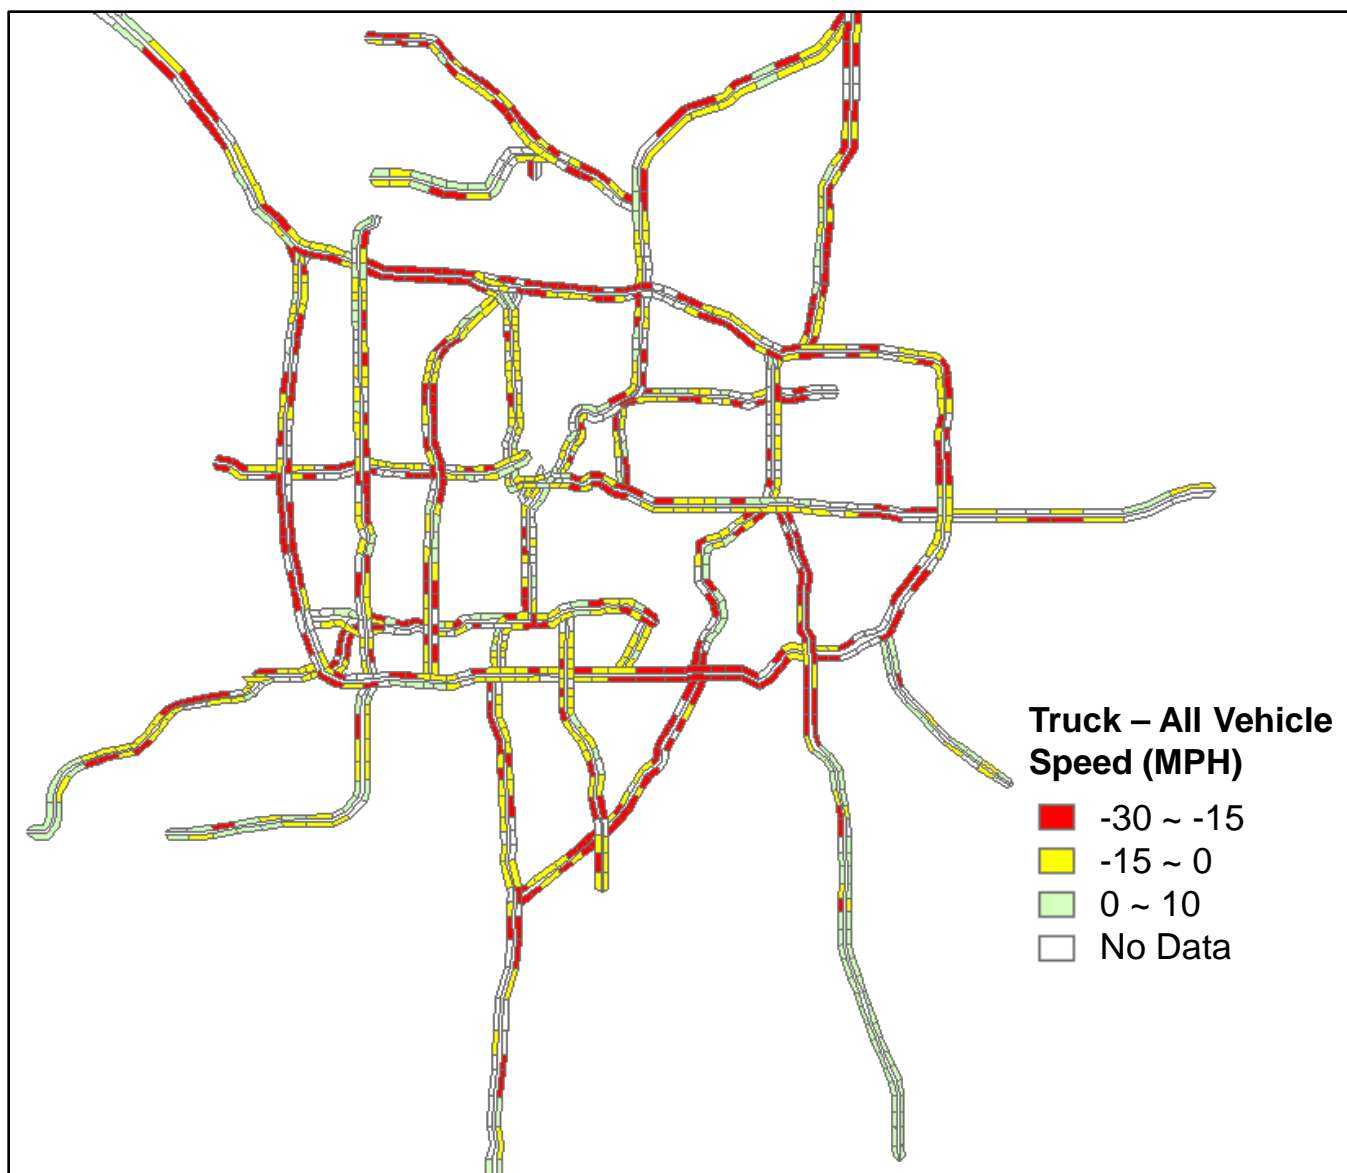 Truck – All Vehicle
Speed (MPH)
-30 ~ -15
-15 ~ 0
0 ~ 10
No Data